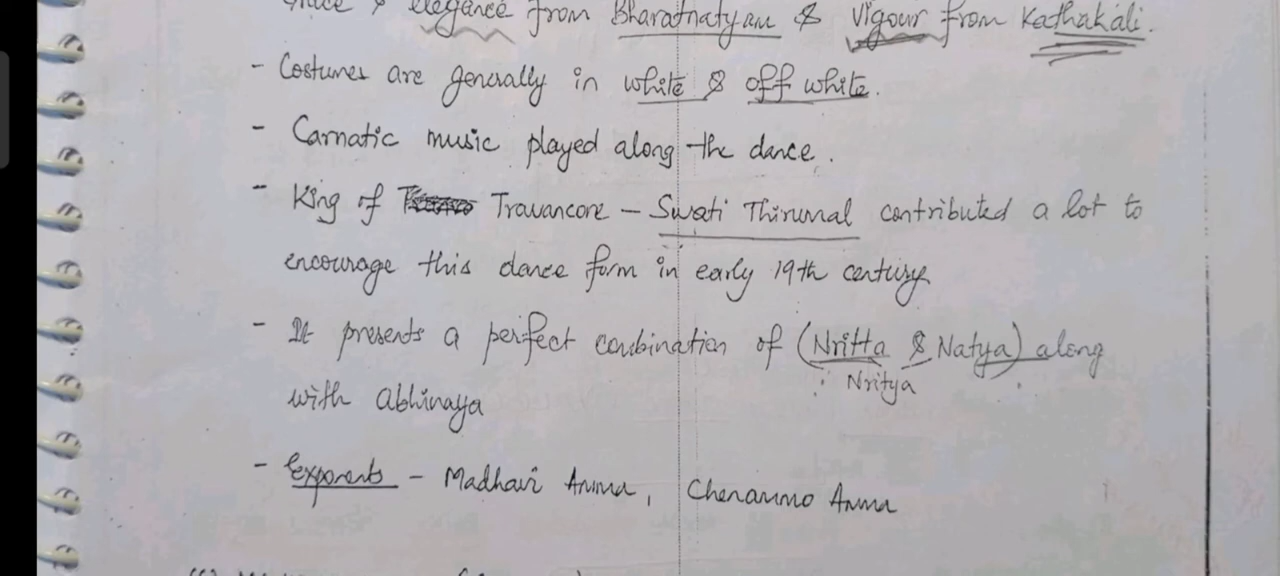 elegance from Bharatnatyam & Vigour from Kathakali.
- Costumes are generally in white & off white.
- Carnatic music played along the dance.
- King of Travancore - Swati Thirunal contributed a lot to
encourage this dance form in early 19th century
- It presents a perfect combination of (Nritta & Natya) along
Nritya
with abhinaya
- Exponents - Madhavi Amma, Chenammo Amma